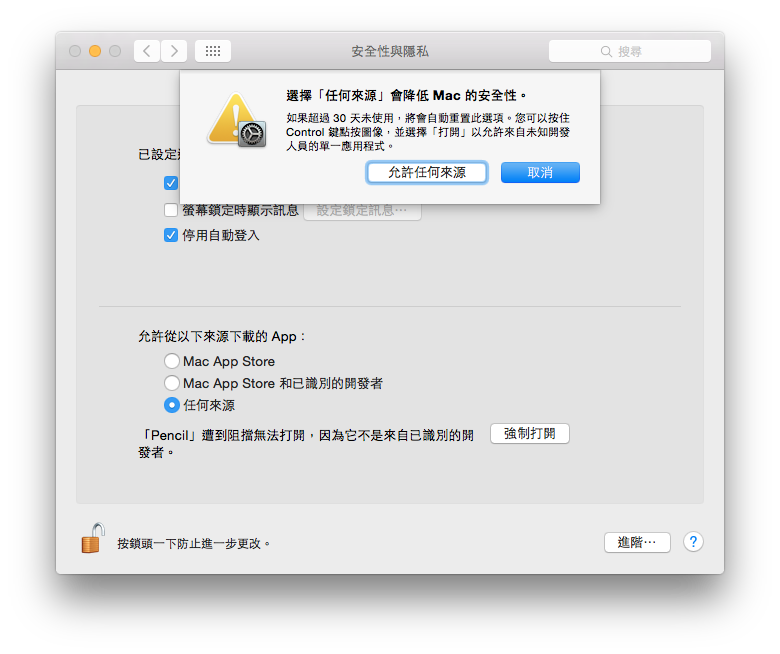 安全性與隱私
搜尋
選擇「任何來源」會降低 Mac 的安全性。
如果超過 30 天未使用，將會自動重置此選項。您可以按住
Control 鍵點按圖像，並選擇「打開」以允許來自未知開發
人員的單一應用程式。
允許任何來源
取消
已設定
螢幕鎖定時顯示訊息
設定鎖定訊息⋯
停用自動登入
允許從以下來源下載的 App：
Mac App Store
Mac App Store 和已識別的開發者
任何來源
「Pencil」遭到阻擋無法打開，因為它不是來自已識別的開
發者。
強制打開
按鎖頭一下防止進一步更改。
進階⋯
?